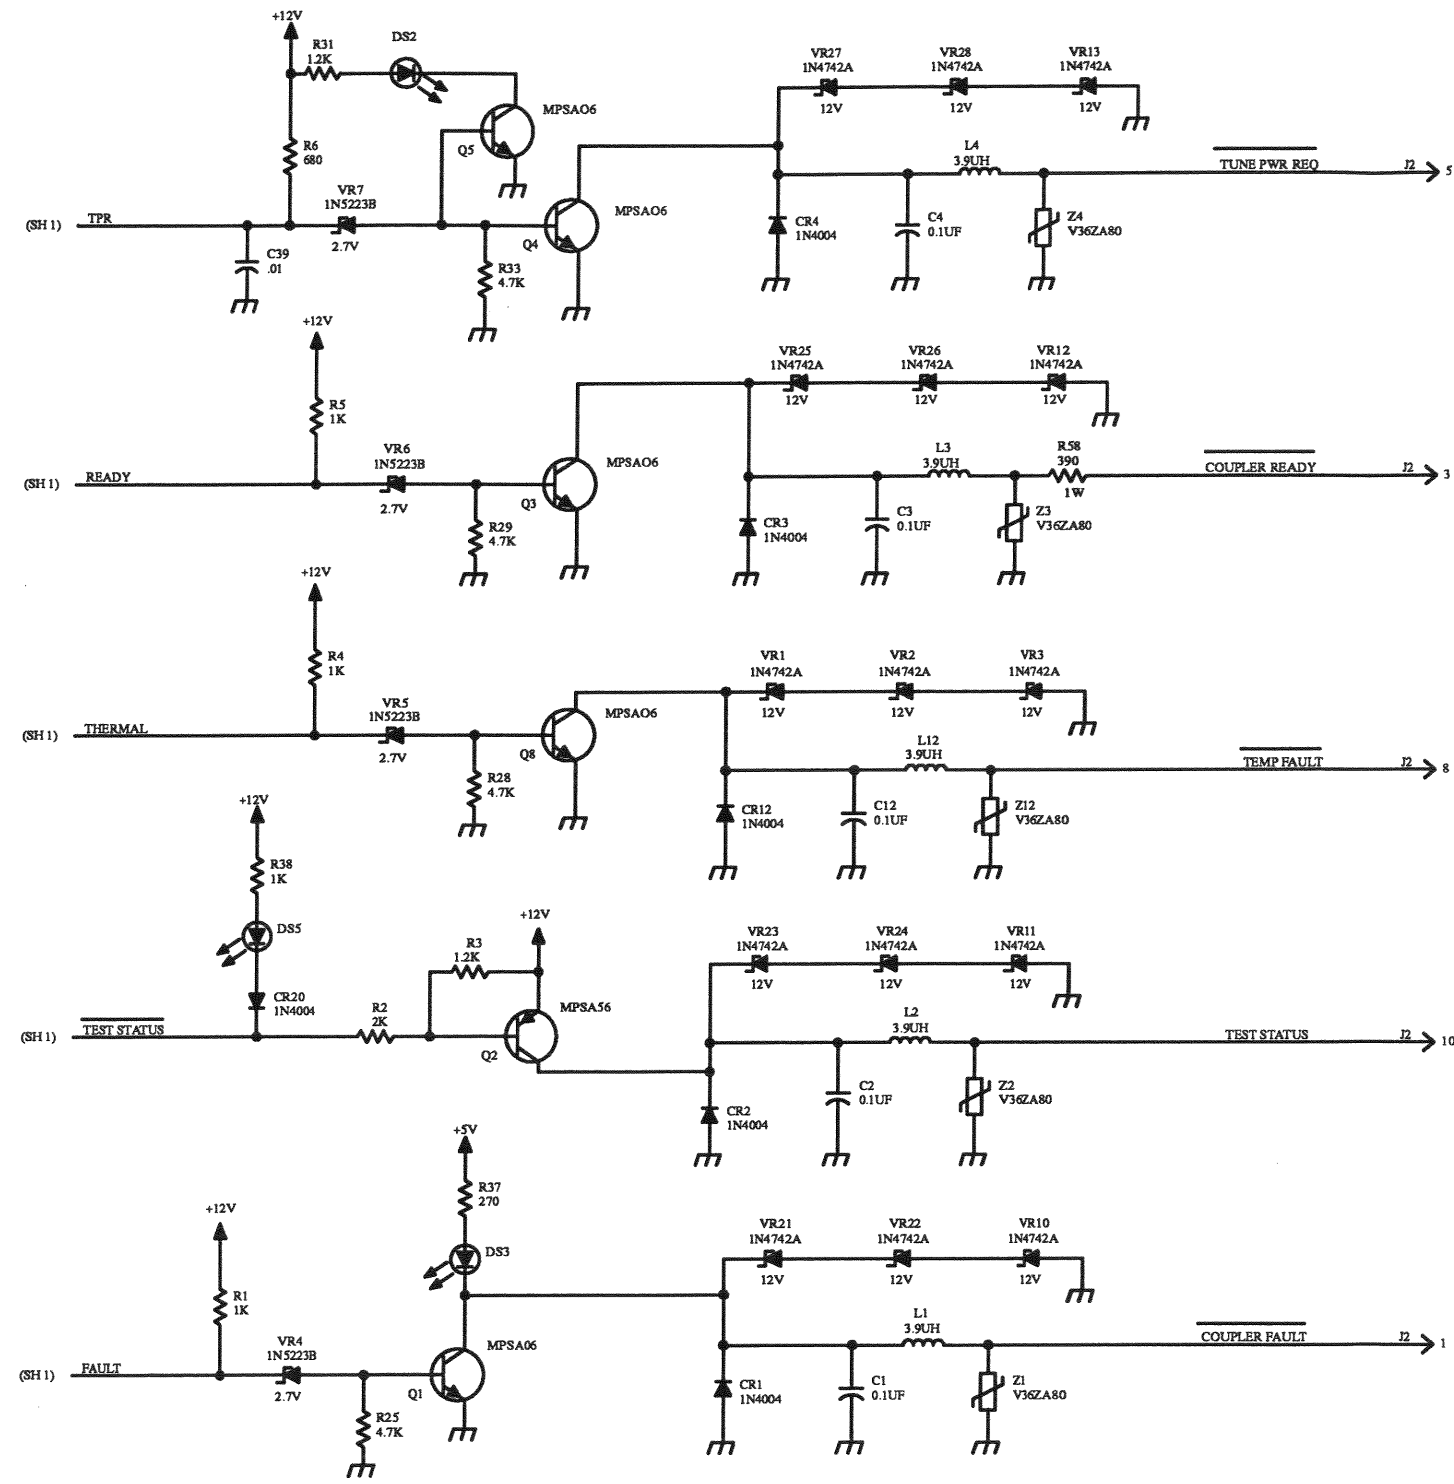 +12V
R31
1.2K
DS2
R6
680
MPSAO6
Q5
VR7
1N5223B
2.7V
(SH 1)
TPR
C39
.01
R33
4.7K
Q4
MPSAO6
VR27
1N4742A
12V
VR28
1N4742A
12V
VR13
1N4742A
12V
L4
3.9UH
TUNE PWR REQ
J2
5
CR4
1N4004
C4
0.1UF
Z4
V36ZA80
+12V
R5
1K
VR6
1N5223B
2.7V
(SH 1)
READY
R29
4.7K
Q3
MPSAO6
VR25
1N4742A
12V
VR26
1N4742A
12V
VR12
1N4742A
12V
L3
3.9UH
R58
390
1W
COUPLER READY
J2
3
CR3
1N4004
C3
0.1UF
Z3
V36ZA80
+12V
R4
1K
VR5
1N5223B
2.7V
(SH 1)
THERMAL
R28
4.7K
Q8
MPSAO6
VR1
1N4742A
12V
VR2
1N4742A
12V
VR3
1N4742A
12V
L12
3.9UH
TEMP FAULT
J2
8
CR12
1N4004
C12
0.1UF
Z12
V36ZA80
+12V
R38
1K
DS5
CR20
1N4004
(SH 1)
TEST STATUS
R2
2K
R3
1.2K
+12V
MPSA56
Q2
VR23
1N4742A
12V
VR24
1N4742A
12V
VR11
1N4742A
12V
L2
3.9UH
TEST STATUS
J2
10
CR2
1N4004
C2
0.1UF
Z2
V36ZA80
+5V
R37
270
DS3
+12V
R1
1K
VR4
1N5223B
2.7V
(SH 1)
FAULT
R25
4.7K
Q1
MPSA06
VR21
1N4742A
12V
VR22
1N4742A
12V
VR10
1N4742A
12V
L1
3.9UH
COUPLER FAULT
J2
1
CR1
1N4004
C1
0.1UF
Z1
V36ZA80